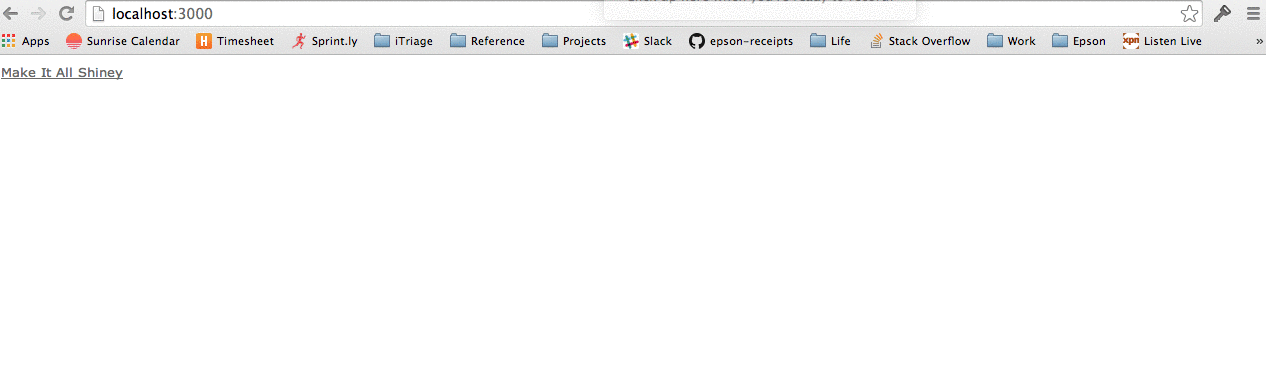 localhost:3000
Apps Sunrise Calendar H Timesheet Sprint.ly iTriage Reference Projects Slack epson-receipts Life Stack Overflow Work Epson xpn Listen Live »
Make It All Shiney